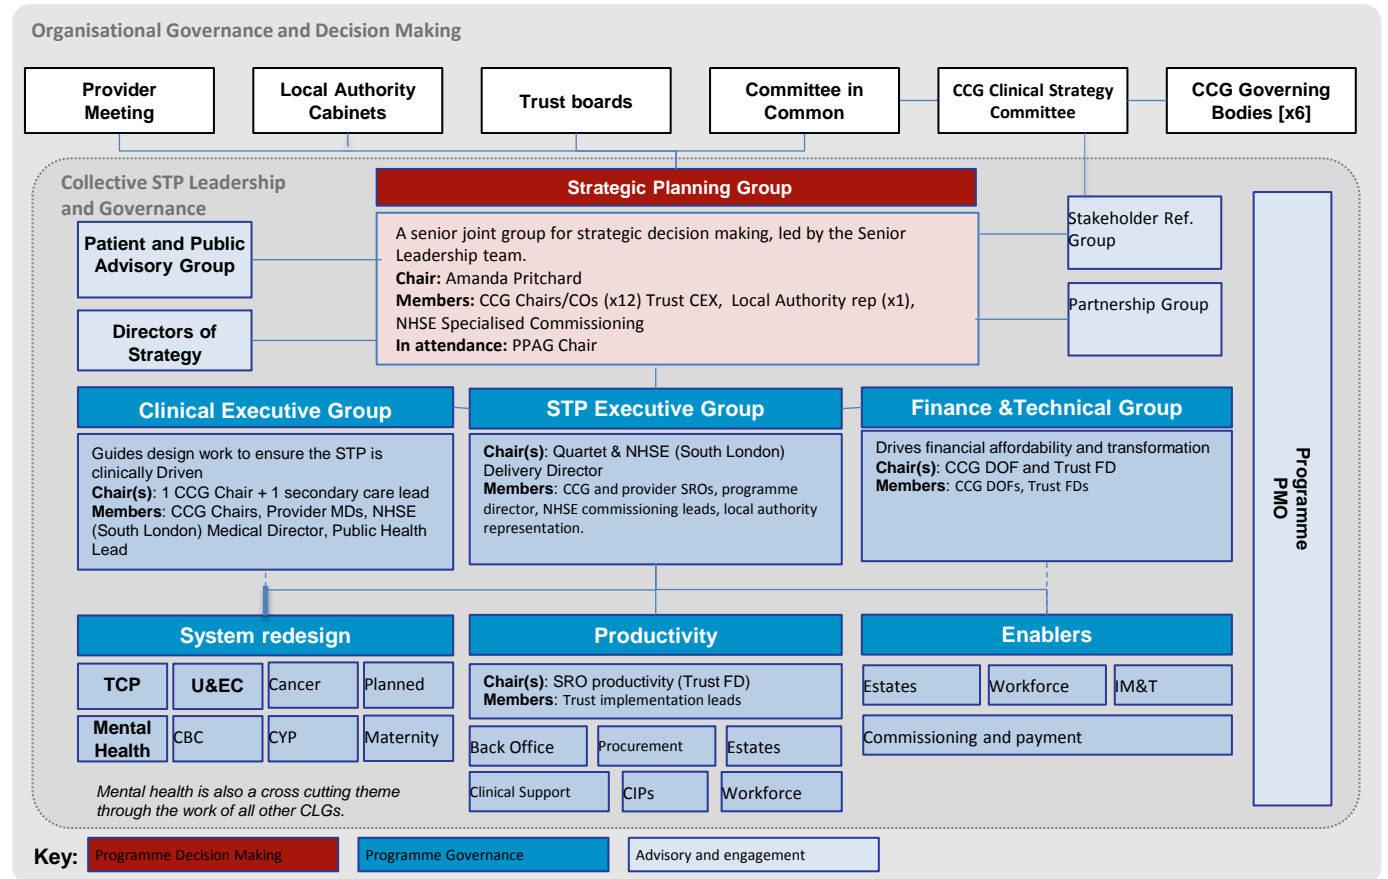 Organisational Governance and Decision Making
Provider
Meeting
Local Authority
Cabinets
Trust boards
Committee in
Common
CCG Clinical Strategy
Committee
CCG Governing
Bodies [x6]
Collective STP Leadership
and Governance
Strategic Planning Group
A senior joint group for strategic decision making, led by the Senior
Leadership team.
Chair: Amanda Pritchard
Members: CCG Chairs/COs (x12) Trust CEX, Local Authority rep (x1),
NHSE Specialised Commissioning
In attendance: PPAG Chair
Patient and Public
Advisory Group
Directors of
Strategy
Stakeholder Ref.
Group
Partnership Group
Programme
PMO
Clinical Executive Group
Guides design work to ensure the STP is
clinically Driven
Chair(s): 1 CCG Chair + 1 secondary care lead
Members: CCG Chairs, Provider MDs, NHSE
(South London) Medical Director, Public Health
Lead
STP Executive Group
Chair(s): Quartet & NHSE (South London)
Delivery Director
Members: CCG and provider SROs, programme
director, NHSE commissioning leads, local authority
representation.
Finance &Technical Group
Drives financial affordability and transformation
Chair(s): CCG DOF and Trust FD
Members: CCG DOFs, Trust FDs
System redesign
TCP
U&EC
Cancer
Planned
Mental
Health
CBC
CYP
Maternity
Mental health is also a cross cutting theme
through the work of all other CLGs.
Productivity
Chair(s): SRO productivity (Trust FD)
Members: Trust implementation leads
Back Office
Procurement
Estates
Clinical Support
CIPs
Workforce
Enablers
Estates
Workforce
IM&T
Commissioning and payment
Key:
Programme Decision Making
Programme Governance
Advisory and engagement